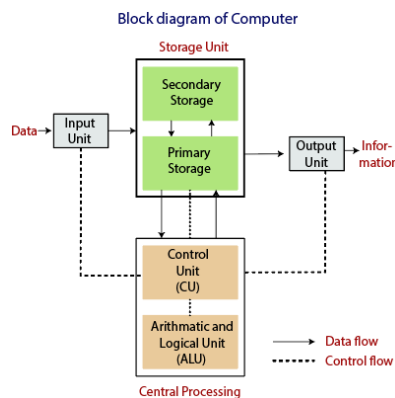 Block diagram of Computer
Storage Unit
Secondary
Storage
Data
Input
Unit
Primary
Storage
Output
Unit
Infor-
mation
Control
Unit
(CU)
Arithmatic and
Logical Unit
(ALU)
Data flow
Control flow
Central Processing